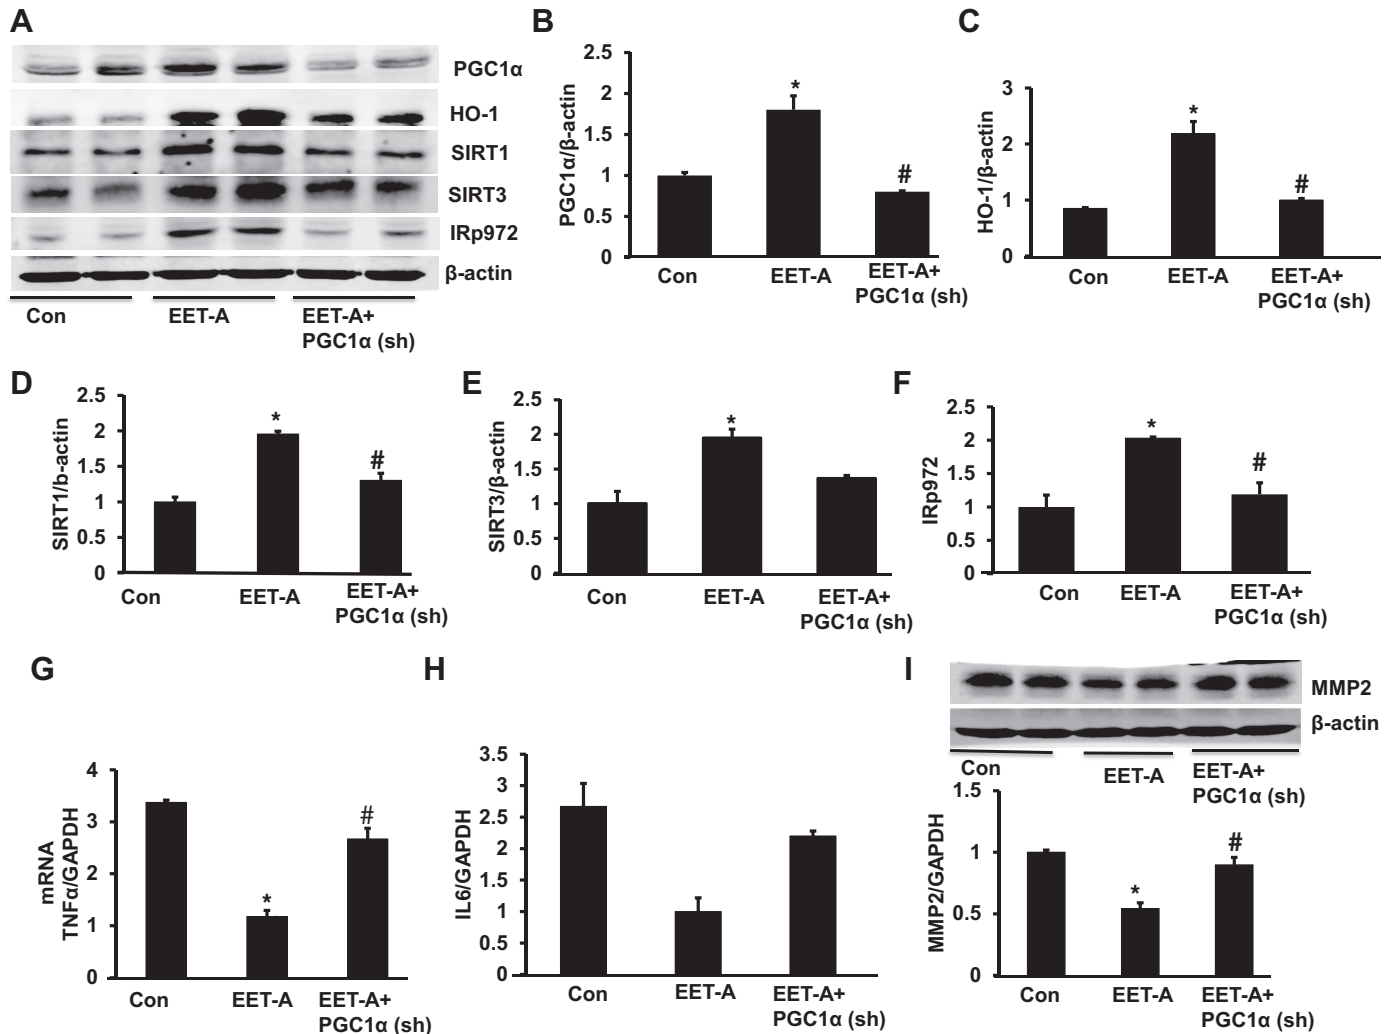 A
PGC1α
HO-1
SIRT1
SIRT3
IRp972
β-actin
Con
EET-A
EET-A+
PGC1α (sh)
B
PGC1α/β-actin
2.5
2
1.5
1
0.5
0
*
#
Con
EET-A
EET-A+
PGC1α (sh)
C
HO-1/β-actin
3
2
1
0
*
#
Con
EET-A
EET-A+
PGC1α (sh)
D
SIRT1/b-actin
2.5
2
1.5
1
0.5
0
*
#
Con
EET-A
EET-A+
PGC1α (sh)
E
SIRT3/β-actin
2.5
2
1.5
1
0.5
0
*
Con
EET-A
EET-A+
PGC1α (sh)
F
IRp972
2.5
2
1.5
1
0.5
0
*
#
Con
EET-A
EET-A+
PGC1α (sh)
G
mRNA
TNFα/GAPDH
4
3
2
1
0
*
#
Con
EET-A
EET-A+
PGC1α (sh)
H
IL6/GAPDH
3.5
3
2.5
2
1.5
1
0.5
0
Con
EET-A
EET-A+
PGC1α (sh)
I
MMP2
β-actin
Con
EET-A
EET-A+
PGC1α (sh)
MMP2/GAPDH
1.5
1
0.5
0
*
#
Con
EET-A
EET-A+
PGC1α (sh)